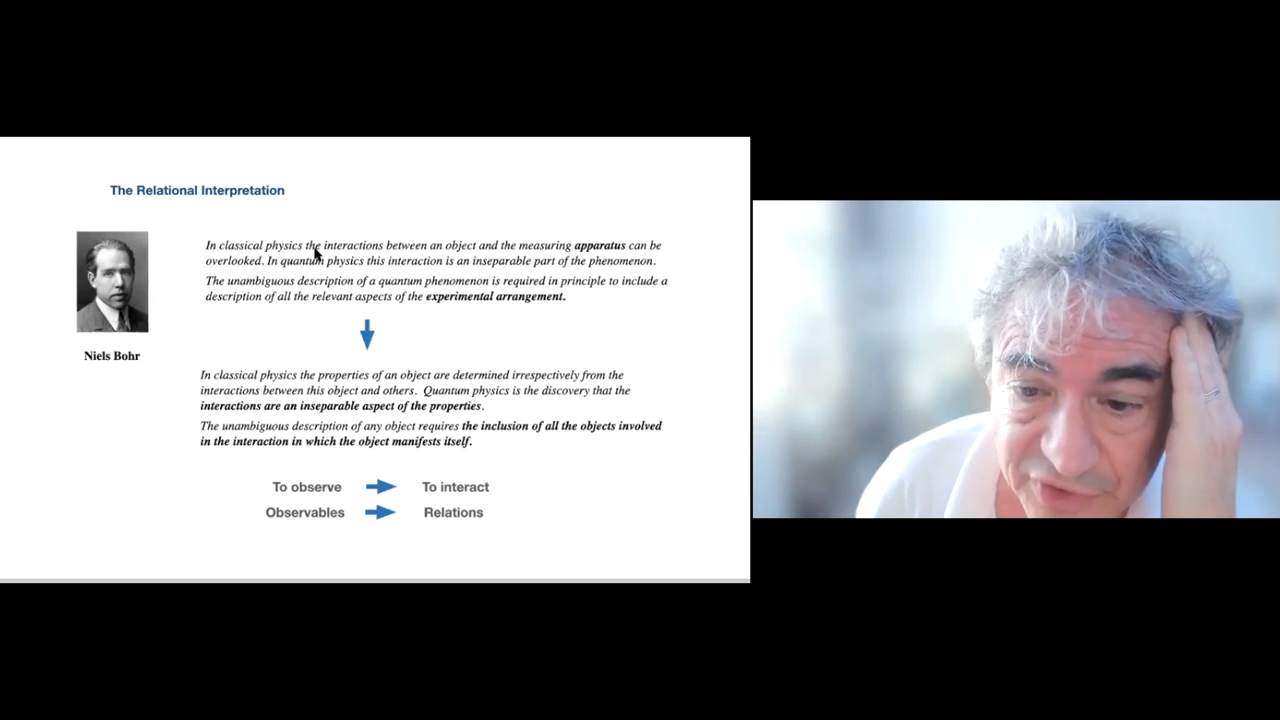 The Relational Interpretation
In classical physics the interactions between an object and the measuring apparatus can be
overlooked. In quantum physics this interaction is an inseparable part of the phenomenon.
The unambiguous description of a quantum phenomenon is required in principle to include a
description of all the relevant aspects of the experimental arrangement.
Niels Bohr
In classical physics the properties of an object are determined irrespectively from the
interactions between this object and others. Quantum physics is the discovery that the
interactions are an inseparable aspect of the properties.
The unambiguous description of any object requires the inclusion of all the objects involved
in the interaction in which the object manifests itself.
To observe To interact
Observables Relations